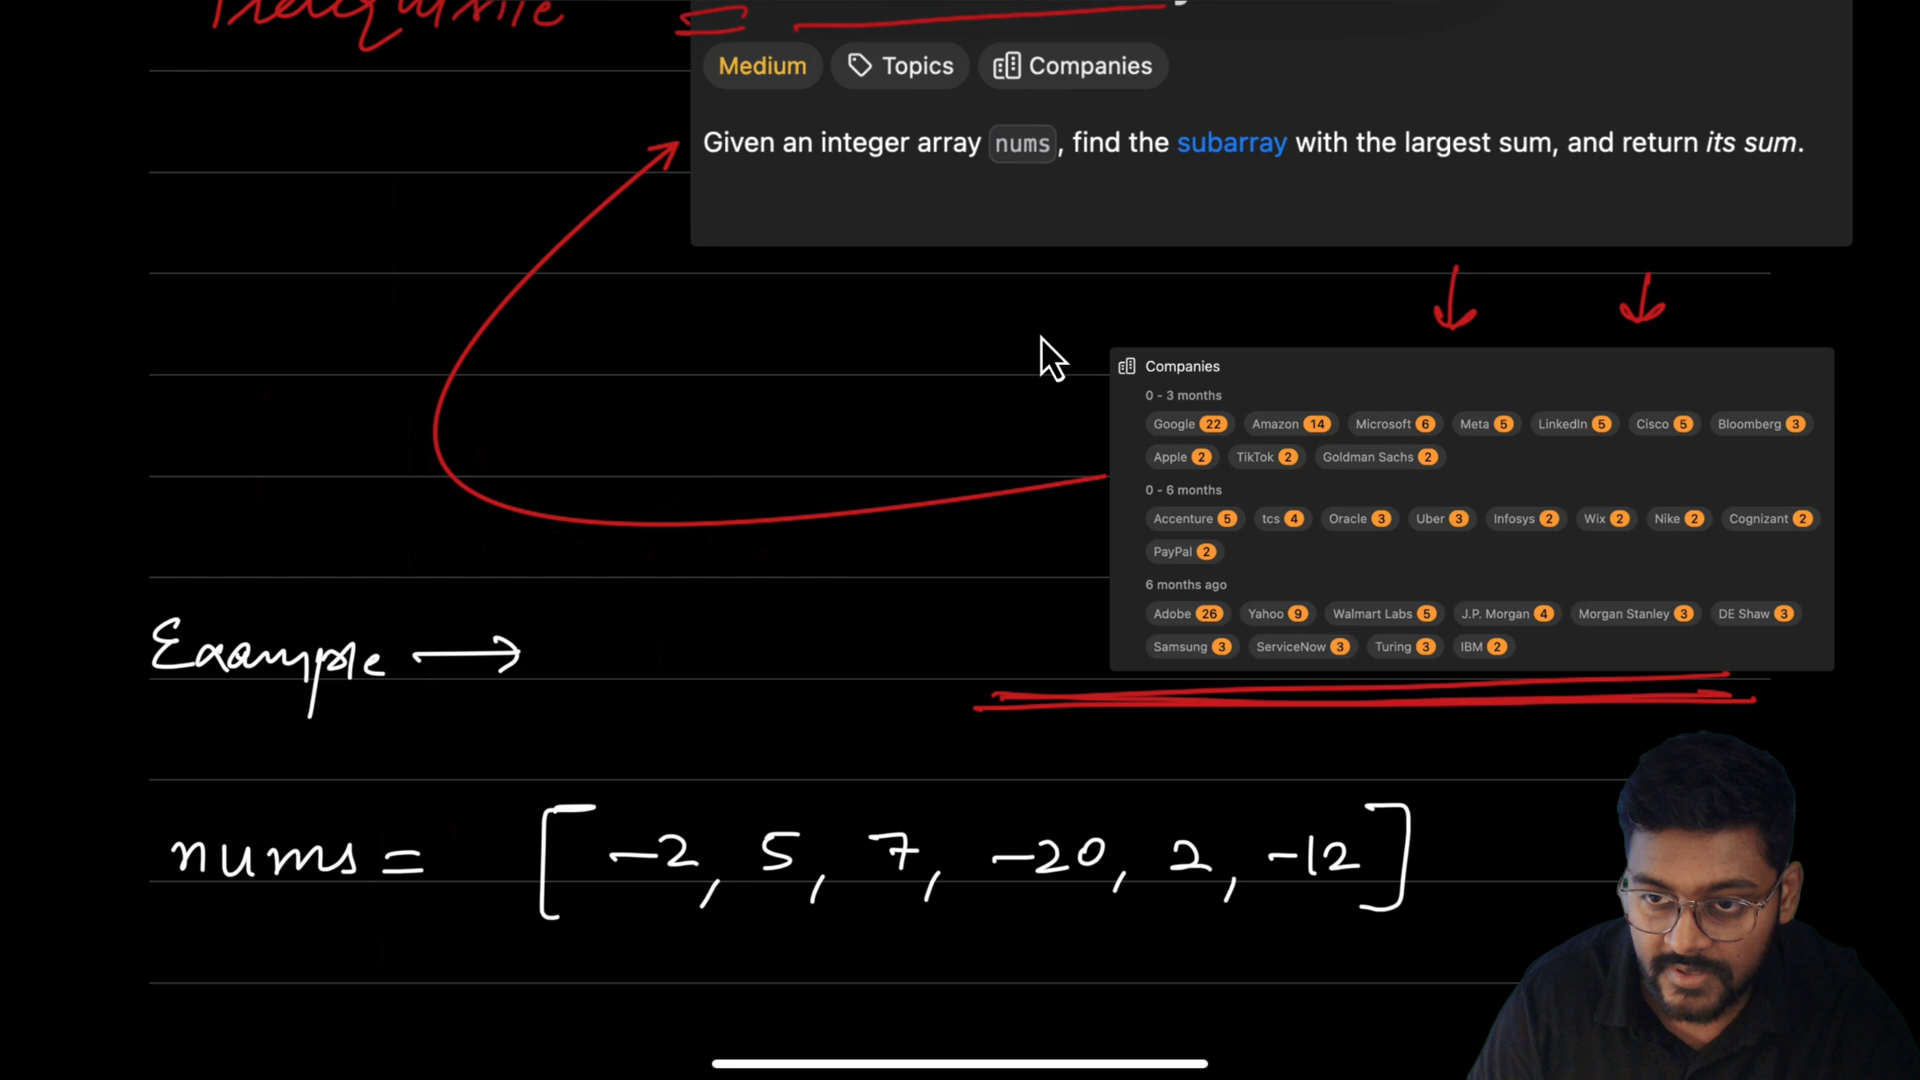 =
Medium Topics Companies
Given an integer array nums, find the subarray with the largest sum, and return its sum.
Companies
0 - 3 months
Google 22 Amazon 14 Microsoft 6 Meta 5 LinkedIn 5 Cisco 5 Bloomberg 3
Apple 2 TikTok 2 Goldman Sachs 2
0 - 6 months
Accenture 5 tcs 4 Oracle 3 Uber 3 Infosys 2 Wix 2 Nike 2 Cognizant 2
PayPal 2
6 months ago
Adobe 26 Yahoo 9 Walmart Labs 5 J.P. Morgan 4 Morgan Stanley 3 DE Shaw 3
Samsung 3 ServiceNow 3 Turing 3 IBM 2
Example →
nums = [-2, 5, 7, -20, 2, -12]